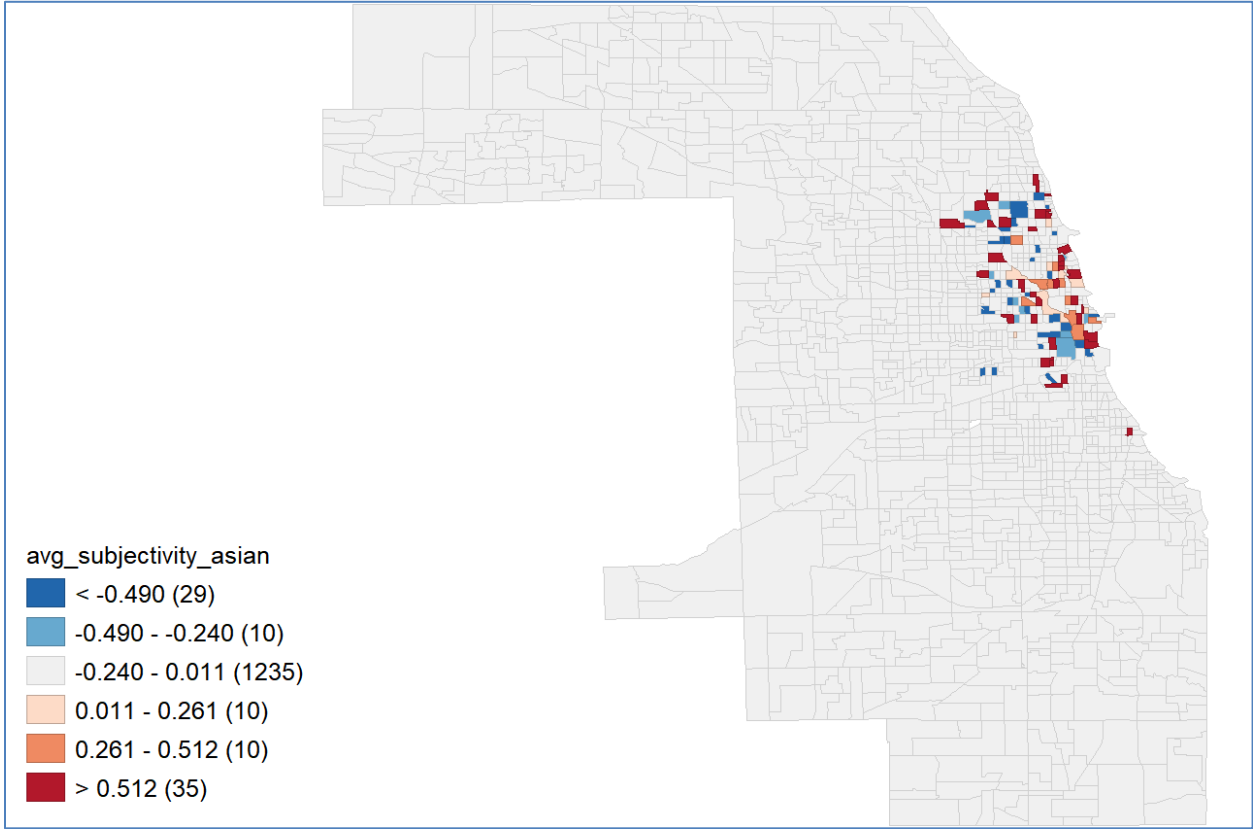 avg_subjectivity_asian
< -0.490 (29)
-0.490 - -0.240 (10)
-0.240 - 0.011 (1235)
0.011 - 0.261 (10)
0.261 - 0.512 (10)
> 0.512 (35)